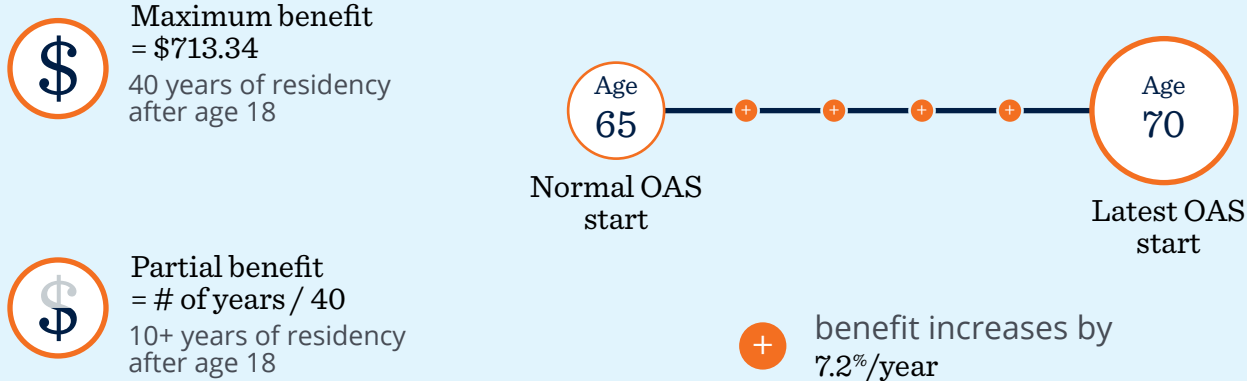 $
Maximum benefit
= $713.34
40 years of residency
after age 18
$
Partial benefit
= # of years / 40
10+ years of residency
after age 18
Age
65
+
+
+
+
Age
70
Normal OAS
start
Latest OAS
start
+
benefit increases by
7.2%/year